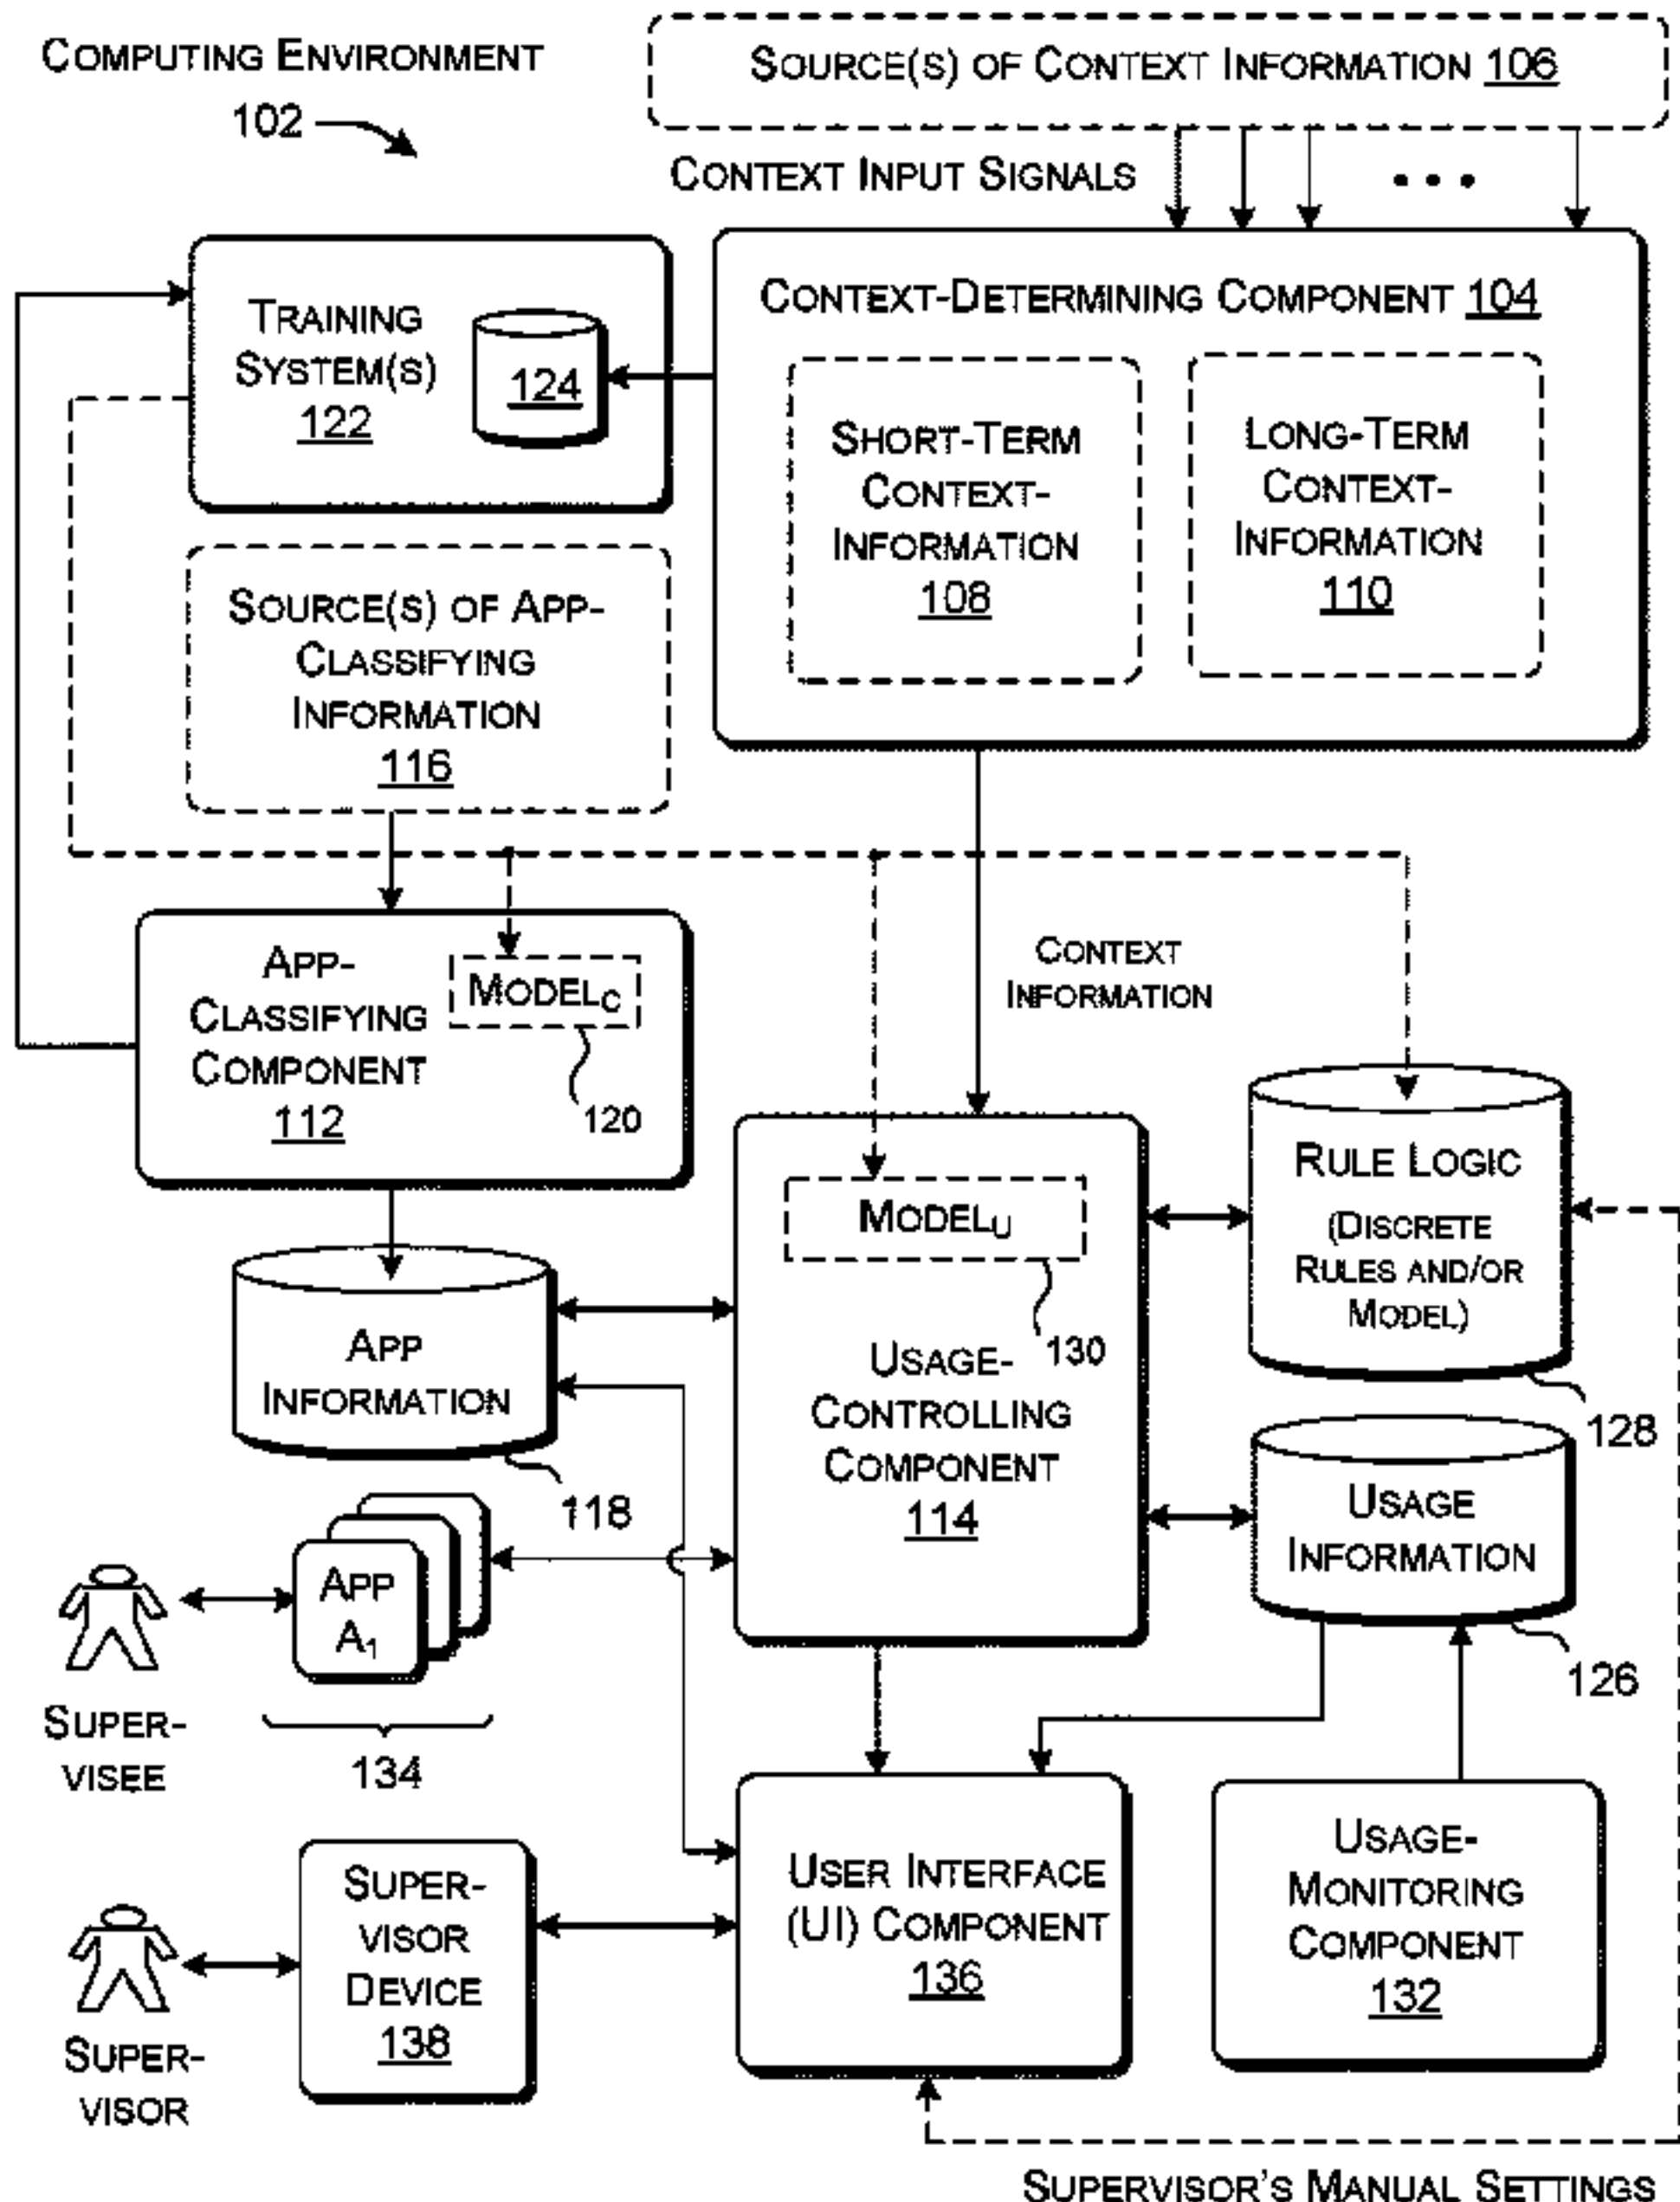 COMPUTING ENVIRONMENT
102
SOURCE(S) OF CONTEXT INFORMATION 106
CONTEXT INPUT SIGNALS
• • •
TRAINING
SYSTEM(S)
122
124
CONTEXT-DETERMINING COMPONENT 104
SHORT-TERM
CONTEXT-
INFORMATION
108
LONG-TERM
CONTEXT-
INFORMATION
110
SOURCE(S) OF APP-
CLASSIFYING
INFORMATION
116
APP-
CLASSIFYING
COMPONENT
112
MODELC
120
CONTEXT
INFORMATION
MODELU
130
USAGE-
CONTROLLING
COMPONENT
114
RULE LOGIC
(DISCRETE
RULES AND/OR
MODEL)
128
APP
INFORMATION
118
USAGE
INFORMATION
126
APP
A1
134
SUPER-
VISEE
SUPER-
VISOR
DEVICE
138
SUPER-
VISOR
USER INTERFACE
(UI) COMPONENT
136
USAGE-
MONITORING
COMPONENT
132
SUPERVISOR'S MANUAL SETTINGS